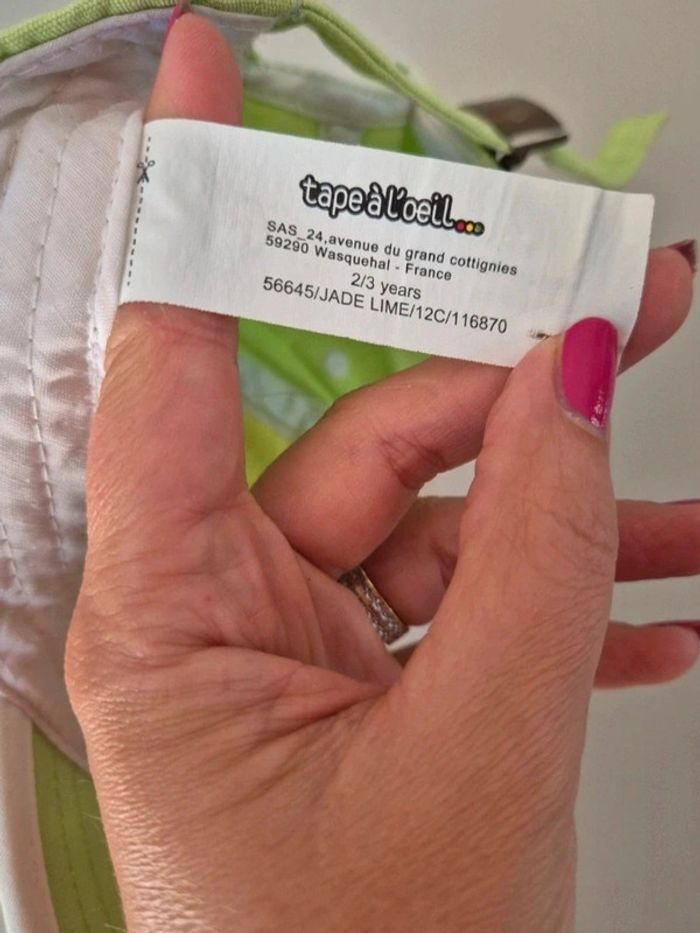 tape à l'oeil...
SAS_24,avenue du grand cottignies
59290 Wasquehal - France
2/3 years
56645/JADE LIME/12C/116870